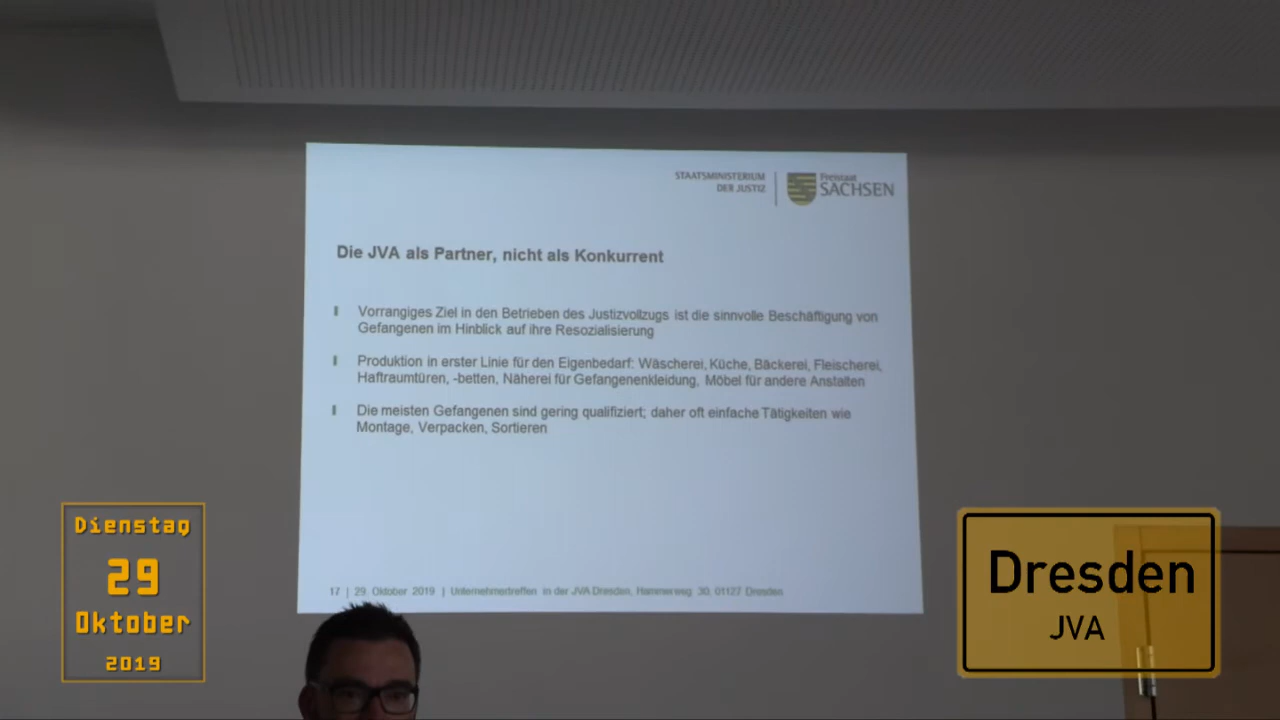 STAATSMINISTERIUM
DER JUSTIZ
Freistaat
SACHSEN
Die JVA als Partner, nicht als Konkurrent
Vorrangiges Ziel in den Betrieben des Justizvollzugs ist die sinnvolle Beschäftigung von
Gefangenen im Hinblick auf ihre Resozialisierung
Produktion in erster Linie für den Eigenbedarf: Wäscherei, Küche, Bäckerei, Fleischerei,
Haftraumtüren, -betten, Näherei für Gefangenenkleidung, Möbel für andere Anstalten
Die meisten Gefangenen sind gering qualifiziert; daher oft einfache Tätigkeiten wie
Montage, Verpacken, Sortieren
17 | 29. Oktober 2019 | Unternehmertreffen in der JVA Dresden, Hammerweg 30, 01127 Dresden
Dienstag
29
Oktober
2019
Dresden
JVA